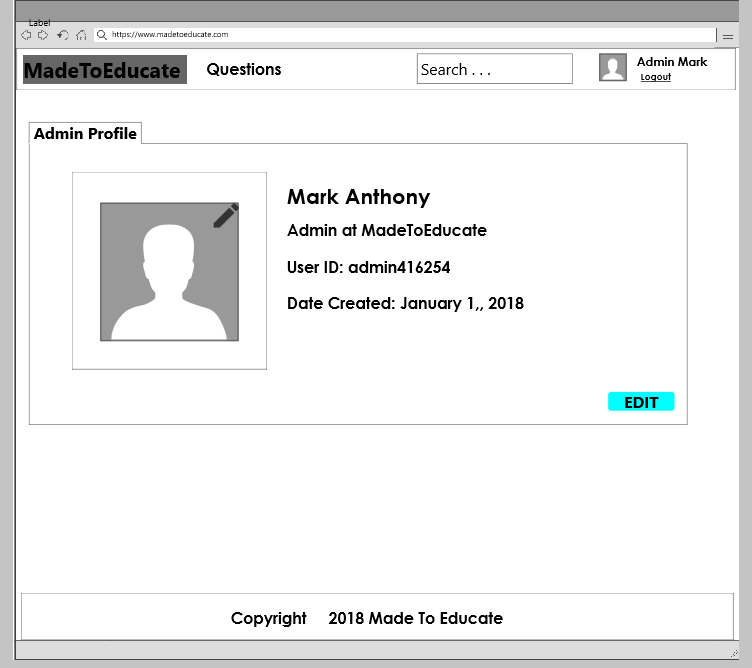 Label
https://www.madetoeducate.com
MadeToEducate Questions Search . . . Admin Mark
Logout
Admin Profile
Mark Anthony
Admin at MadeToEducate
User ID: admin416254
Date Created: January 1,, 2018
EDIT
Copyright 2018 Made To Educate